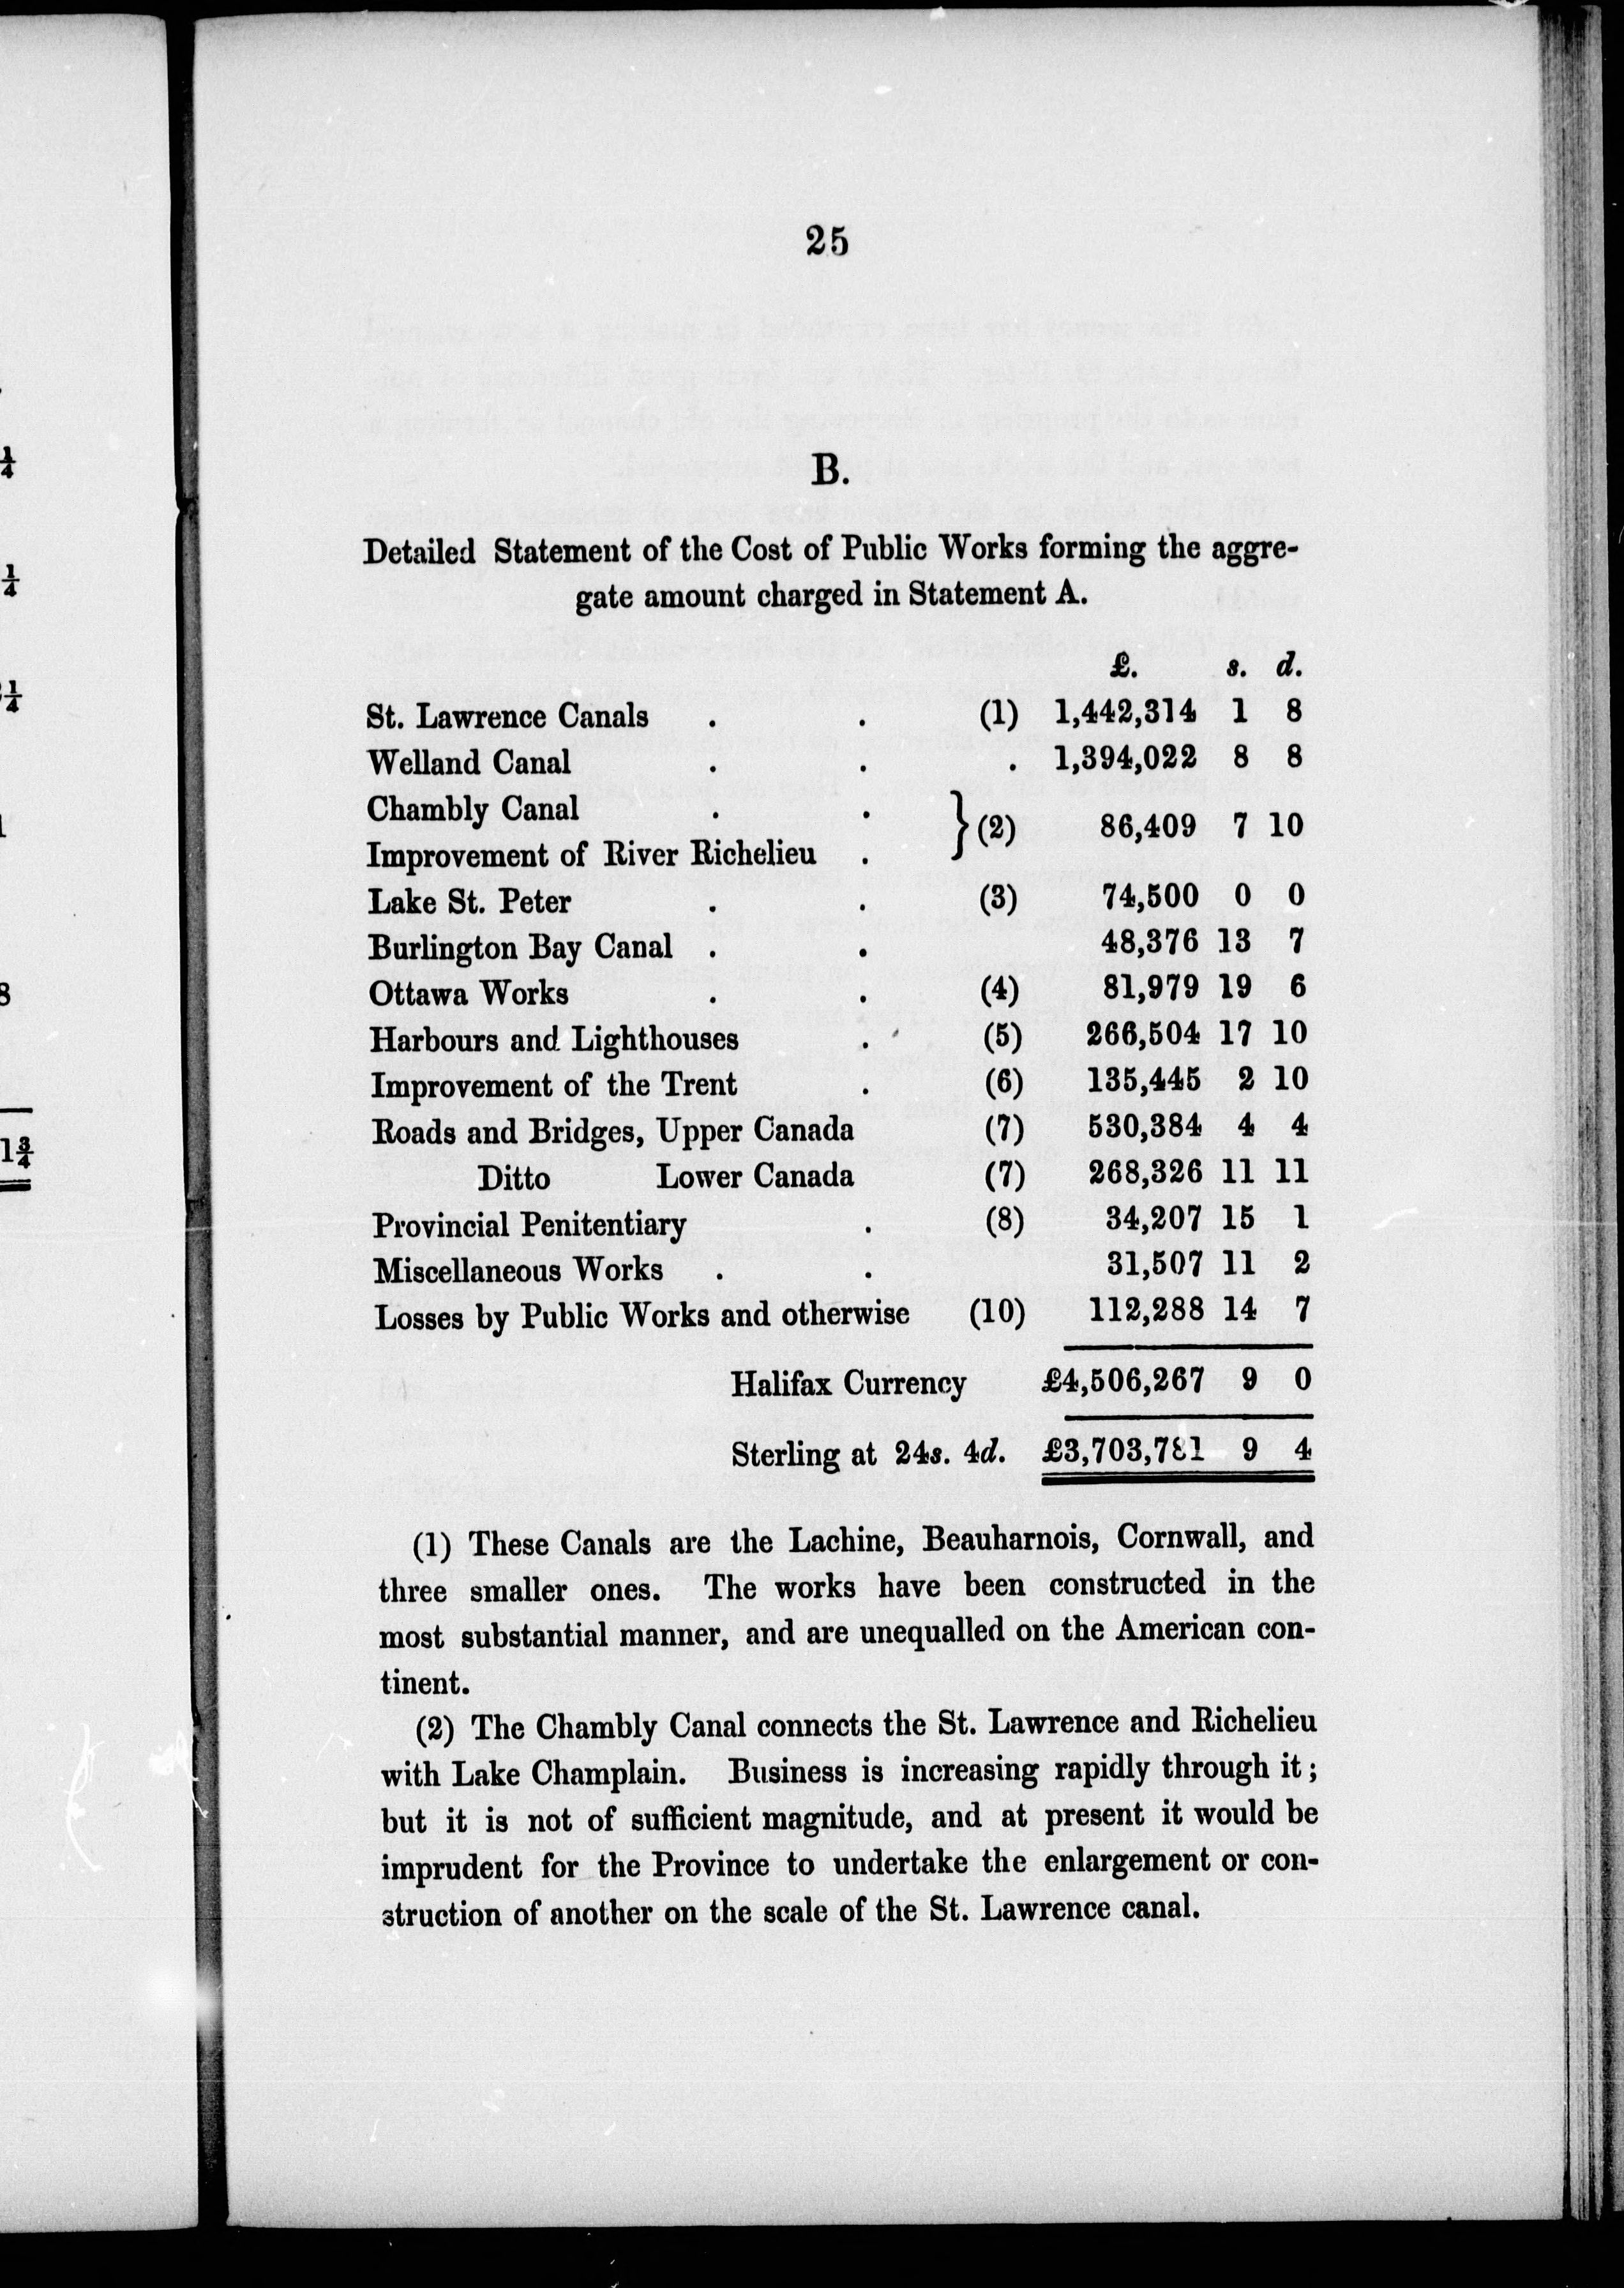 1/4
1/4
1/4
8
1 3/4
25
B.
Detailed Statement of the Cost of Public Works forming the aggre-
gate amount charged in Statement A.
£. s. d.
St. Lawrence Canals . . (1) 1,442,314 1 8
Welland Canal . . . 1,394,022 8 8
Chambly Canal . .
} (2) 86,409 7 10
Improvement of River Richelieu .
Lake St. Peter . . (3) 74,500 0 0
Burlington Bay Canal . . 48,376 13 7
Ottawa Works . . (4) 81,979 19 6
Harbours and Lighthouses . (5) 266,504 17 10
Improvement of the Trent . (6) 135,445 2 10
Roads and Bridges, Upper Canada (7) 530,384 4 4
Ditto Lower Canada (7) 268,326 11 11
Provincial Penitentiary . (8) 34,207 15 1
Miscellaneous Works . . 31,507 11 2
Losses by Public Works and otherwise (10) 112,288 14 7
Halifax Currency £4,506,267 9 0
Sterling at 24s. 4d. £3,703,781 9 4
(1) These Canals are the Lachine, Beauharnois, Cornwall, and
three smaller ones. The works have been constructed in the
most substantial manner, and are unequalled on the American con-
tinent.
(2) The Chambly Canal connects the St. Lawrence and Richelieu
with Lake Champlain. Business is increasing rapidly through it;
but it is not of sufficient magnitude, and at present it would be
imprudent for the Province to undertake the enlargement or con-
struction of another on the scale of the St. Lawrence canal.